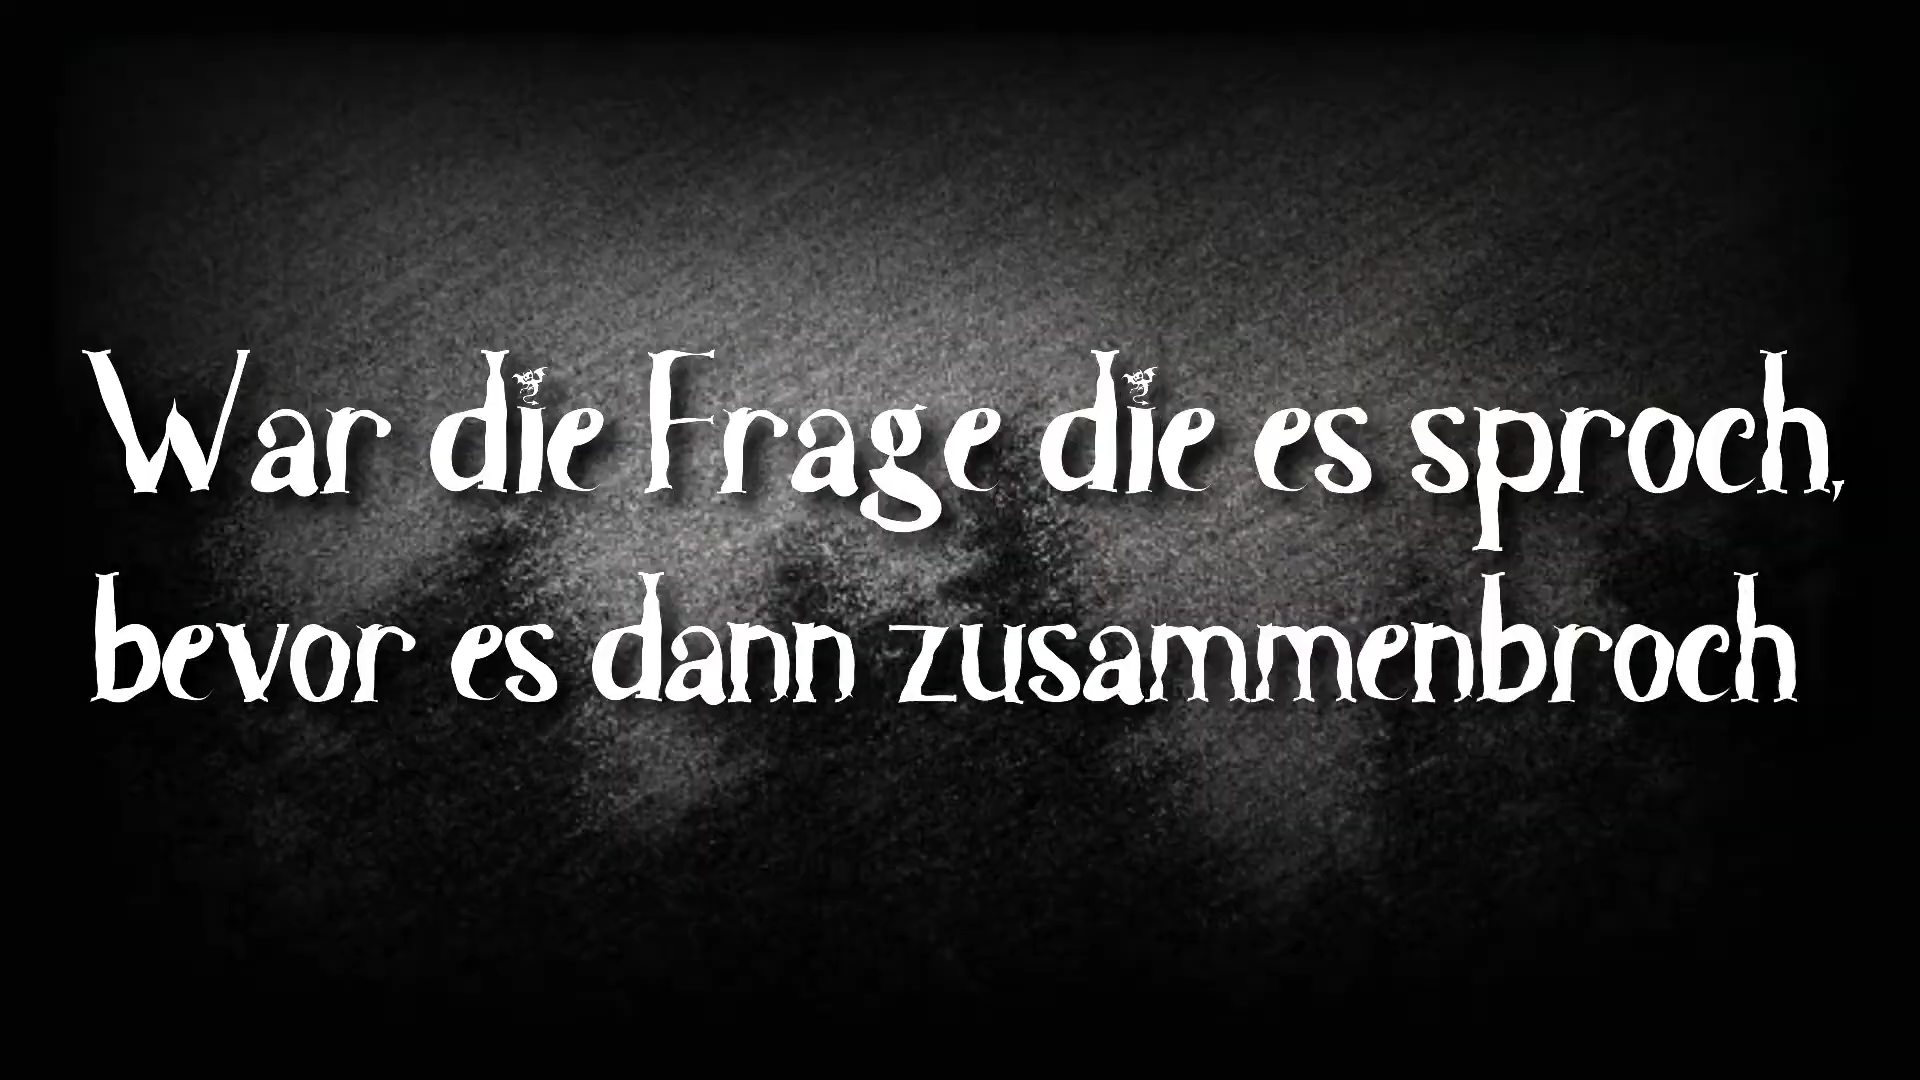 War die Frage die es sproch,
bevor es dann zusammenbroch